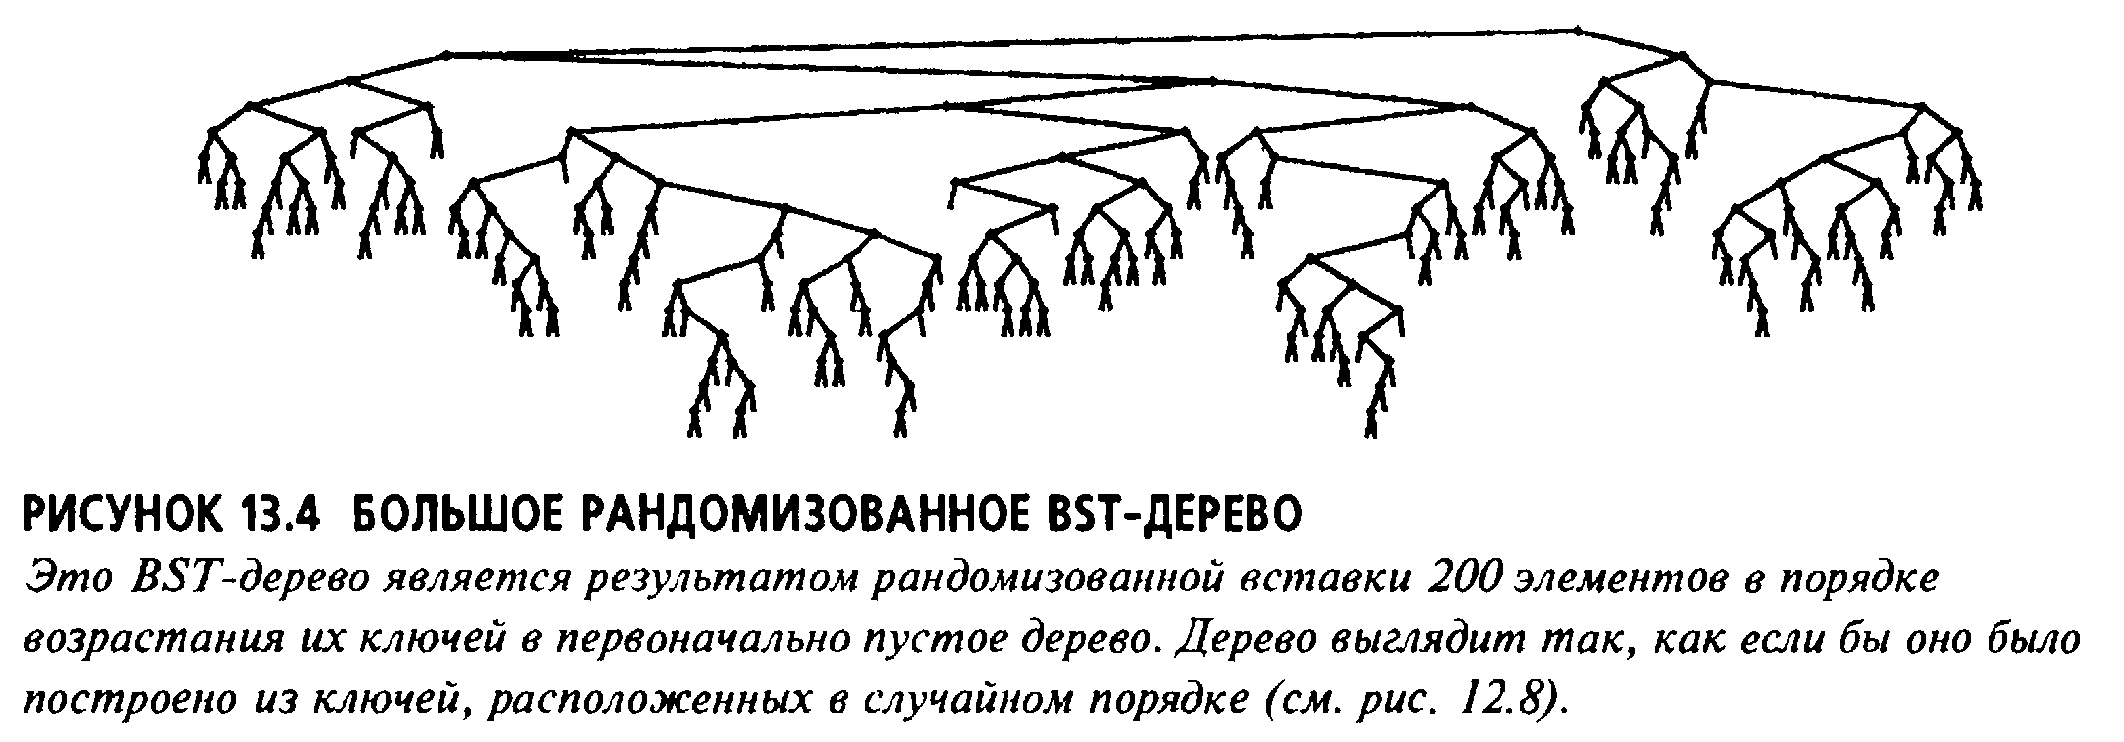 РИСУНОК 13.4 БОЛЬШОЕ РАНДОМИЗОВАННОЕ BST-ДЕРЕВО
Это BST-дерево является результатом рандомизованной вставки 200 элементов в порядке
возрастания их ключей в первоначально пустое дерево. Дерево выглядит так, как если бы оно было
построено из ключей, расположенных в случайном порядке (см. рис. 12.8).